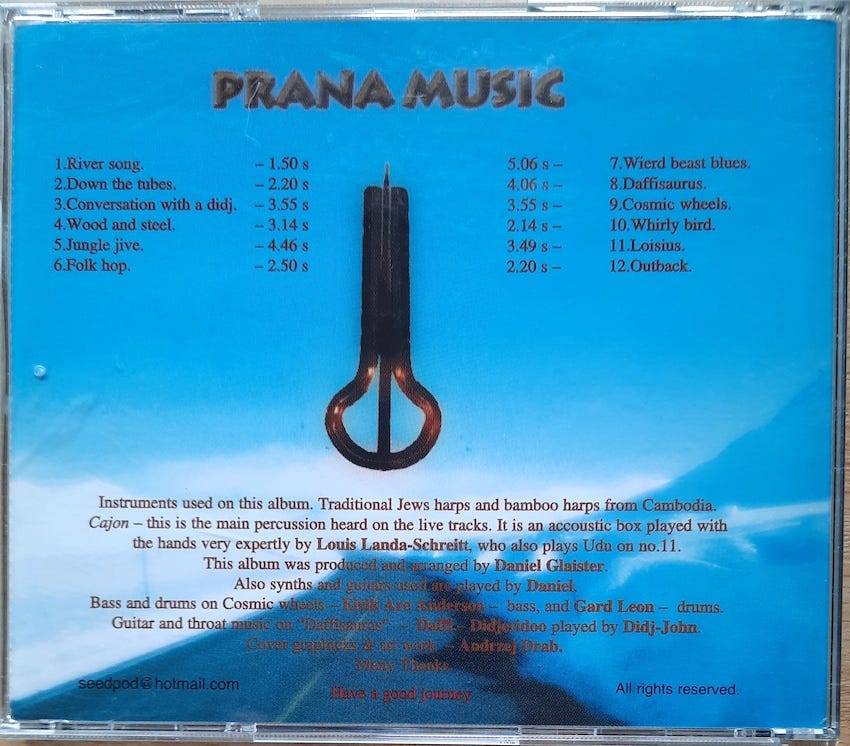 PRANA MUSIC
1.River song. – 1.50 s
2.Down the tubes. – 2.20 s
3.Conversation with a didj. – 3.55 s
4.Wood and steel. – 3.14 s
5.Jungle jive. – 4.46 s
6.Folk hop. – 2.50 s
5.06 s – 7.Wierd beast blues.
4.06 s – 8.Daffisaurus.
3.55 s – 9.Cosmic wheels.
2.14 s – 10.Whirly bird.
3.49 s – 11.Loisius.
2.20 s – 12.Outback.
Instruments used on this album. Traditional Jews harps and bamboo harps from Cambodia.
Cajon – this is the main percussion heard on the live tracks. It is an accoustic box played with
the hands very expertly by Louis Landa-Schreitt, who also plays Udu on no.11.
This album was produced and arranged by Daniel Glaister.
Also synths and guitars used are played by Daniel.
Bass and drums on Cosmic wheels – Eirik Are Anderson – bass, and Gard Leon – drums.
Guitar and throat music on "Daffisaurus" – Daffi – Didjeridoo played by Didj-John.
Cover graphicks & art work – Andrzej Drab.
Many Thanks.
Have a good journey
seedpod@hotmail.com
All rights reserved.